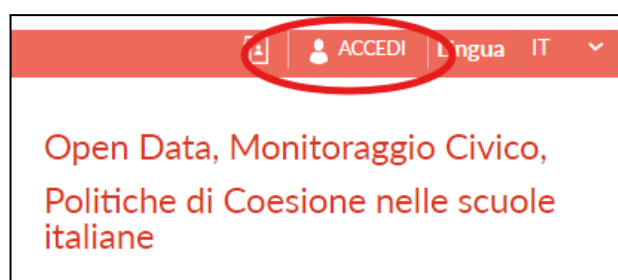 ACCEDI Lingua IT
Open Data, Monitoraggio Civico,
Politiche di Coesione nelle scuole
italiane